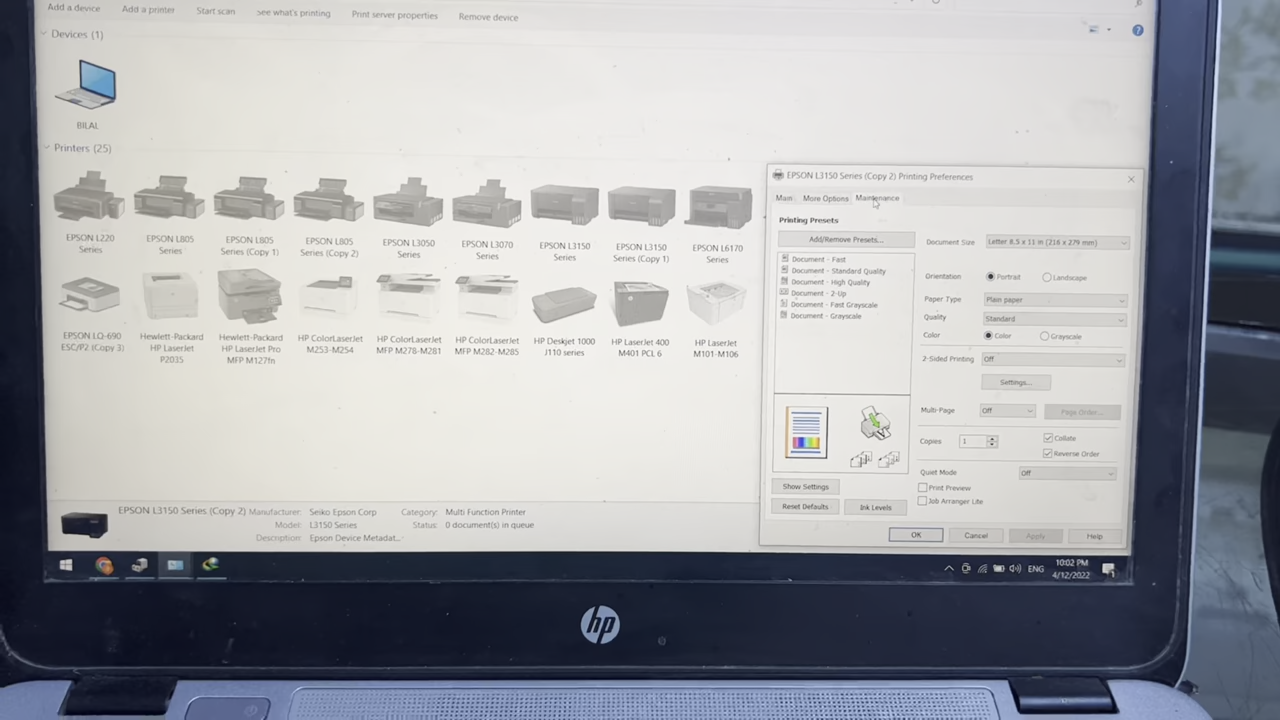 Add a device Add a printer Start scan See what's printing Print server properties Remove device
Devices (1)
BILAL
Printers (25)
EPSON L220 Series
EPSON L805 Series
EPSON L805 Series (Copy 1)
EPSON L805 Series (Copy 2)
EPSON L3050 Series
EPSON L3070 Series
EPSON L3150 Series
EPSON L3150 Series (Copy 1)
EPSON L6170 Series
EPSON LQ-690 ESC/P2 (Copy 3)
Hewlett-Packard HP LaserJet P2035
Hewlett-Packard HP LaserJet Pro MFP M127fn
HP ColorLaserJet M253-M254
HP ColorLaserJet MFP M278-M281
HP ColorLaserJet MFP M282-M285
HP Deskjet 1000 J110 series
HP LaserJet 400 M401 PCL 6
HP LaserJet M101-M106
EPSON L3150 Series (Copy 2) Manufacturer: Seiko Epson Corp Category: Multi Function Printer
Model: L3150 Series Status: 0 document(s) in queue
Description: Epson Device Metadat...
EPSON L3150 Series (Copy 2) Printing Preferences
Main More Options Maintenance
Printing Presets
Add/Remove Presets...
Document - Fast
Document - Standard Quality
Document - High Quality
Document - 2-Up
Document - Fast Grayscale
Document - Grayscale
Document Size Letter 8.5 x 11 in (216 x 279 mm)
Orientation Portrait Landscape
Paper Type Plain paper
Quality Standard
Color Color Grayscale
2-Sided Printing Off
Settings...
Multi-Page Off Page Order...
Copies 1 Collate
Reverse Order
Quiet Mode Off
Print Preview
Job Arranger Lite
Show Settings
Reset Defaults Ink Levels
OK Cancel Apply Help
ENG 10:02 PM
4/12/2022
hp